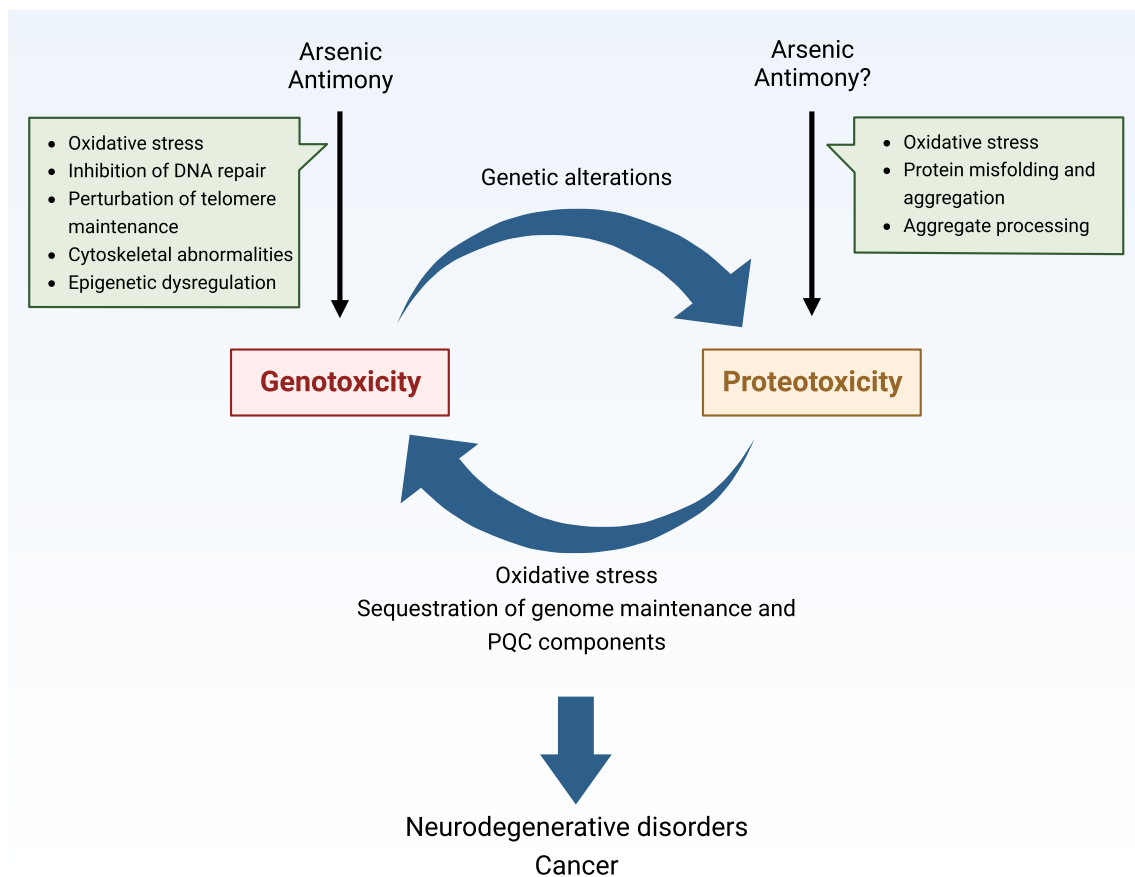 Arsenic
Antimony
Arsenic
Antimony?
• Oxidative stress
• Inhibition of DNA repair
• Perturbation of telomere
maintenance
• Cytoskeletal abnormalities
• Epigenetic dysregulation
• Oxidative stress
• Protein misfolding and
aggregation
• Aggregate processing
Genetic alterations
Genotoxicity
Proteotoxicity
Oxidative stress
Sequestration of genome maintenance and
PQC components
Neurodegenerative disorders
Cancer